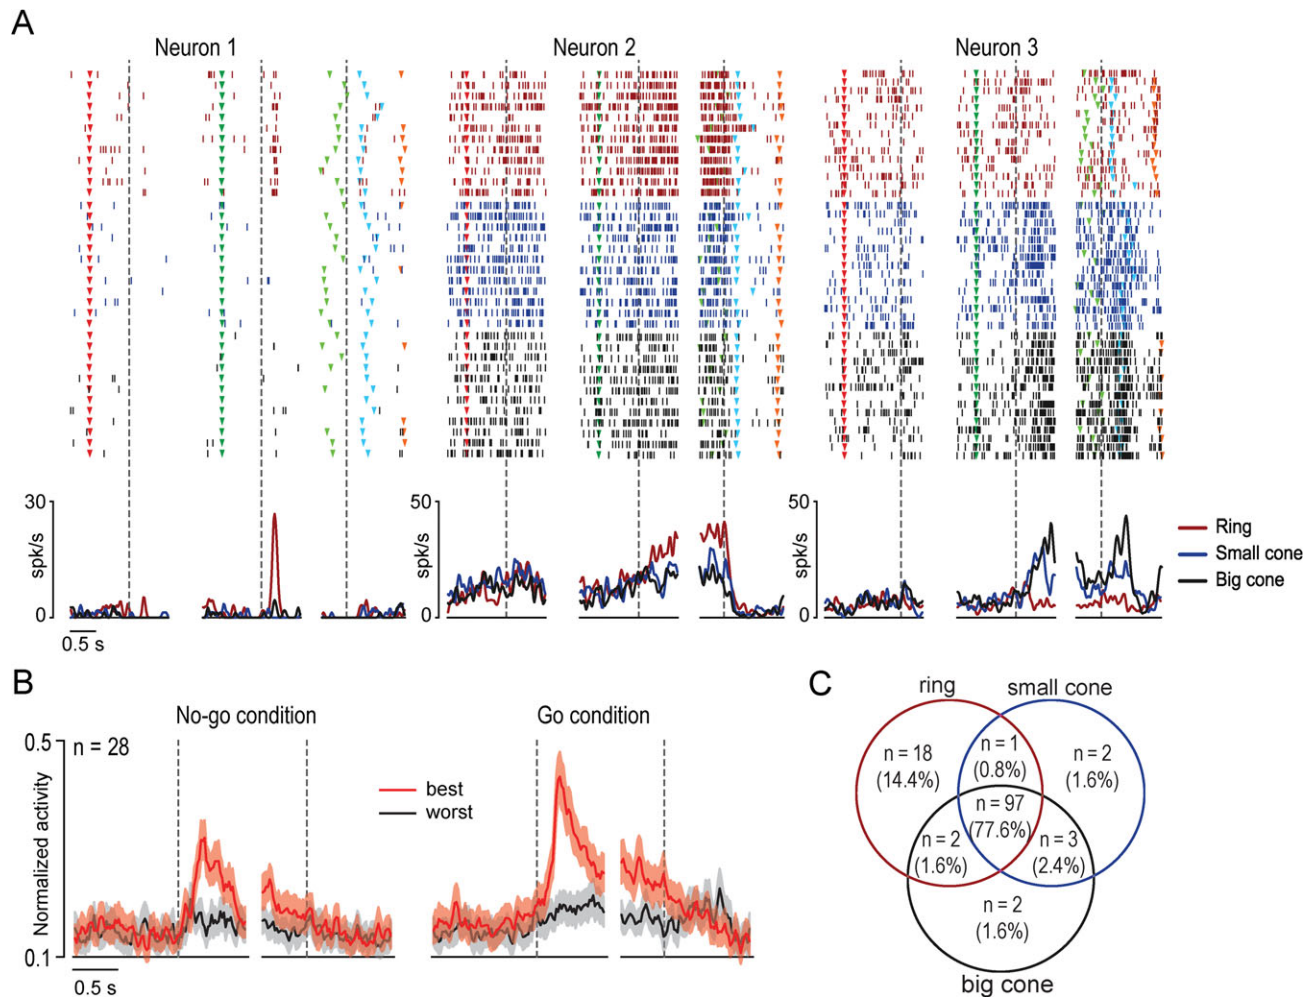 A
Neuron 1
Neuron 2
Neuron 3
30
spk/s
0
0.5 s
50
spk/s
0
50
spk/s
0
Ring
Small cone
Big cone
B
No-go condition
Go condition
0.5
n = 28
Normalized activity
0.1
best
worst
0.5 s
C
ring
small cone
n = 18
(14.4%)
n = 1
(0.8%)
n = 2
(1.6%)
n = 97
(77.6%)
n = 2
(1.6%)
n = 3
(2.4%)
n = 2
(1.6%)
big cone